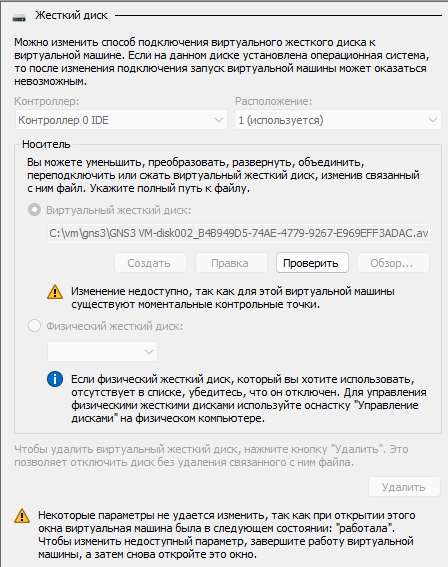 Жесткий диск
Можно изменить способ подключения виртуального жесткого диска к
виртуальной машине. Если на данном диске установлена операционная система,
то после изменения подключения запуск виртуальной машины может оказаться
невозможным.
Контроллер: Расположение:
Контроллер 0 IDE 1 (используется)
Носитель
Вы можете уменьшить, преобразовать, развернуть, объединить,
переподключить или сжать виртуальный жесткий диск, изменив связанный
с ним файл. Укажите полный путь к файлу.
Виртуальный жесткий диск:
C:\vm\gns3\GNS3 VM-disk002_B4B949D5-74AE-4779-9267-E969EFF3ADAC.av
Создать Правка Проверить Обзор...
Изменение недоступно, так как для этой виртуальной машины
существуют моментальные контрольные точки.
Физический жесткий диск:
Если физический жесткий диск, который вы хотите использовать,
отсутствует в списке, убедитесь, что он отключен. Для управления
физическими жесткими дисками используйте оснастку "Управление
дисками" на физическом компьютере.
Чтобы удалить виртуальный жесткий диск, нажмите кнопку "Удалить". Это
позволяет отключить диск без удаления связанного с ним файла.
Удалить
Некоторые параметры не удается изменить, так как при открытии этого
окна виртуальная машина была в следующем состоянии: "работала".
Чтобы изменить недоступный параметр, завершите работу виртуальной
машины, а затем снова откройте это окно.